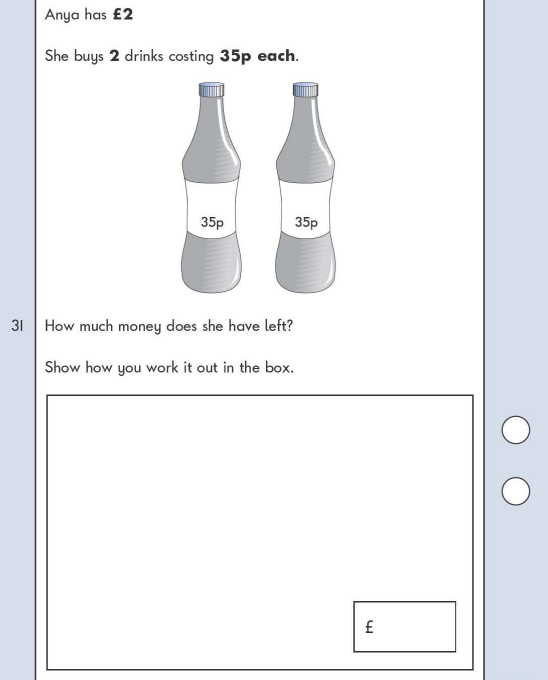 Anya has £2
She buys 2 drinks costing 35p each.
35p 35p
31 How much money does she have left?
Show how you work it out in the box.
£